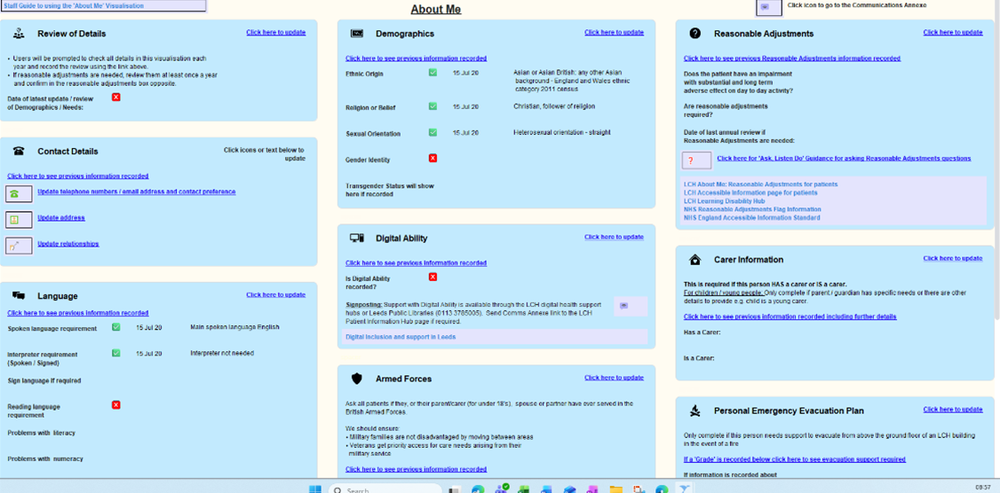 Staff Guide to using the 'About Me' Visualisation
About Me
Click icon to go to the Communications Annexe
Review of Details
Click here to update
• Users will be prompted to check all details in this visualisation each
year and record the review using the link above.
• If reasonable adjustments are needed, review them at least once a year
and confirm in the reasonable adjustments box opposite.
Date of latest update / review
of Demographics / Needs:
Contact Details
Click icons or text below to
update
Click here to see previous information recorded
Update telephone numbers / email address and contact preference
Update address
Update relationships
Language
Click here to update
Click here to see previous information recorded
Spoken language requirement
15 Jul 20
Main spoken language English
Interpreter requirement
(Spoken / Signed)
15 Jul 20
Interpreter not needed
Sign language if required
Reading language
requirement
Problems with literacy
Problems with numeracy
Demographics
Click here to update
Click here to see previous information recorded
Ethnic Origin
15 Jul 20
Asian or Asian British: any other Asian
background - England and Wales ethnic
category 2011 census
Religion or Belief
15 Jul 20
Christian, follower of religion
Sexual Orientation
15 Jul 20
Heterosexual orientation - straight
Gender Identity
Transgender Status will show
here if recorded
Digital Ability
Click here to update
Click here to see previous information recorded
Is Digital Ability
recorded?
Signposting: Support with Digital Ability is available through the LCH digital health support
hubs or Leeds Public Libraries (0113 3785005). Send Comms Annexe link to the LCH
Patient Information Hub page if required.
Digital Inclusion and support in Leeds
Armed Forces
Click here to update
Ask all patients if they, or their parent/carer (for under 18's), spouse or partner have ever served in the
British Armed Forces.
We should ensure:
• Military families are not disadvantaged by moving between areas
• Veterans get priority access for care needs arising from their
military service
Click here to see previous information recorded
Reasonable Adjustments
Click here to update
Click here to see previous Reasonable Adjustments information recorded
Does the patient have an impairment
with substantial and long term
adverse effect on day to day activity?
Are reasonable adjustments
required?
Date of last annual review if
Reasonable Adjustments are needed:
Click here for 'Ask, Listen Do' Guidance for asking Reasonable Adjustments questions
LCH About Me: Reasonable Adjustments for patients
LCH Accessible Information page for patients
LCH Learning Disability Hub
NHS Reasonable Adjustments Flag Information
NHS England Accessible Information Standard
Carer Information
Click here to update
This is required if this person HAS a carer or IS a carer.
For children / young people: Only complete if parent / guardian has specific needs or there are other
details to provide e.g. child is a young carer.
Click here to see previous information recorded including further details
Has a Carer:
Is a Carer:
Personal Emergency Evacuation Plan
Click here to update
Only complete if this person needs support to evacuate from above the ground floor of an LCH building
in the event of a fire
If a 'Grade' is recorded below click here to see evacuation support required
If information is recorded about
Search
08:57